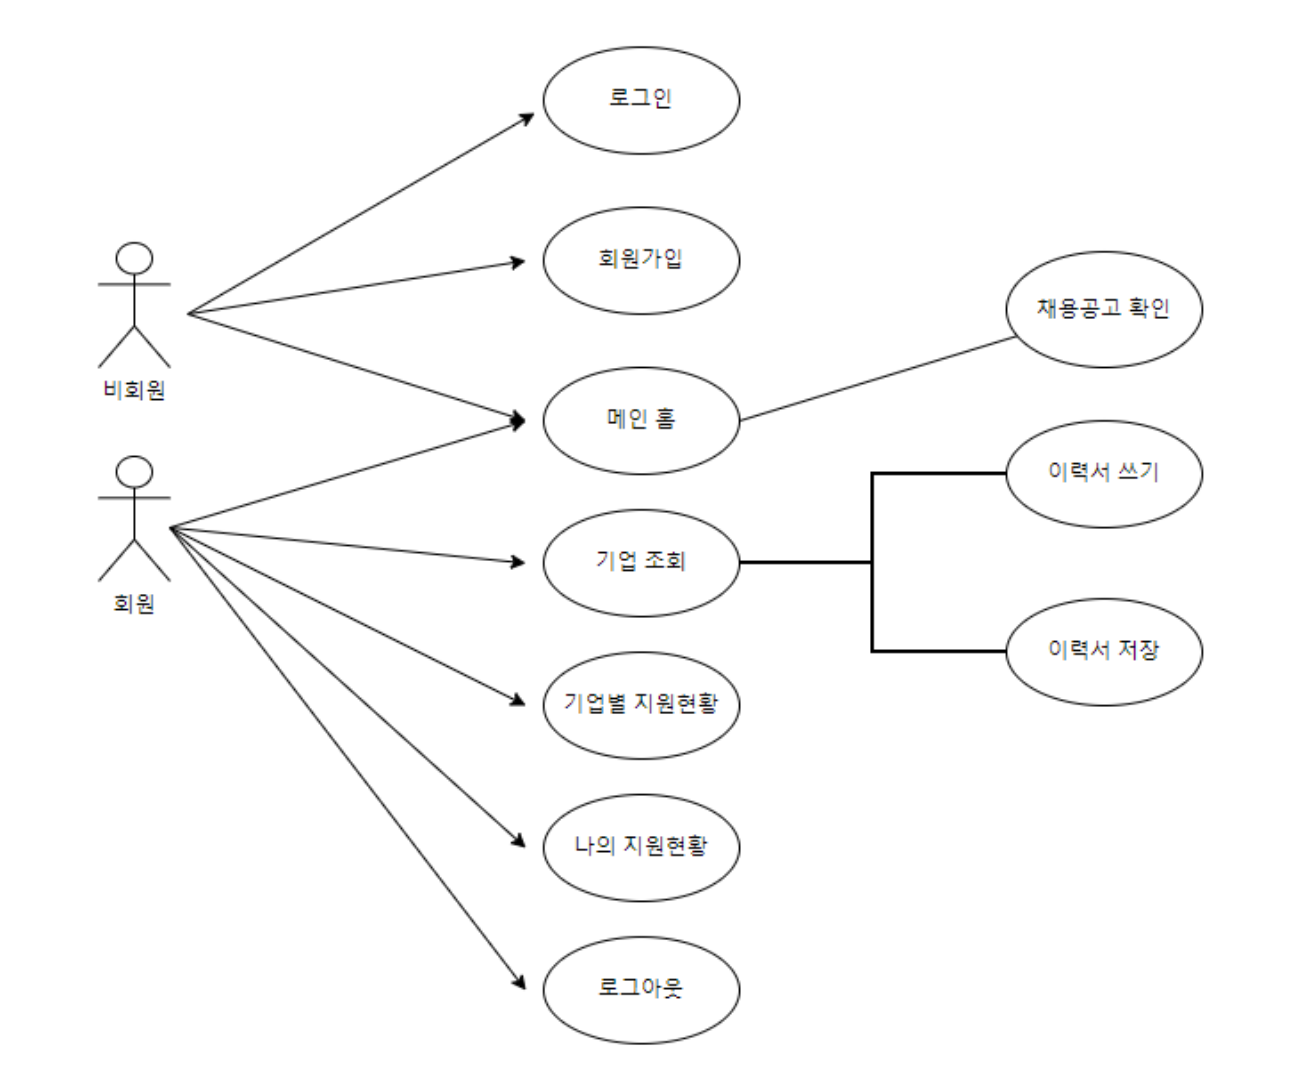 로그인
회원가입
채용공고 확인
비회원
메인 홈
이력서 쓰기
기업 조회
회원
이력서 저장
기업별 지원현황
나의 지원현황
로그아웃